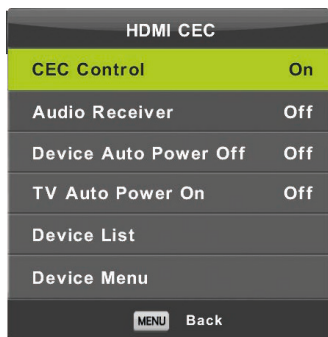 HDMI CEC
CEC Control On
Audio Receiver Off
Device Auto Power Off Off
TV Auto Power On Off
Device List
Device Menu
MENU Back